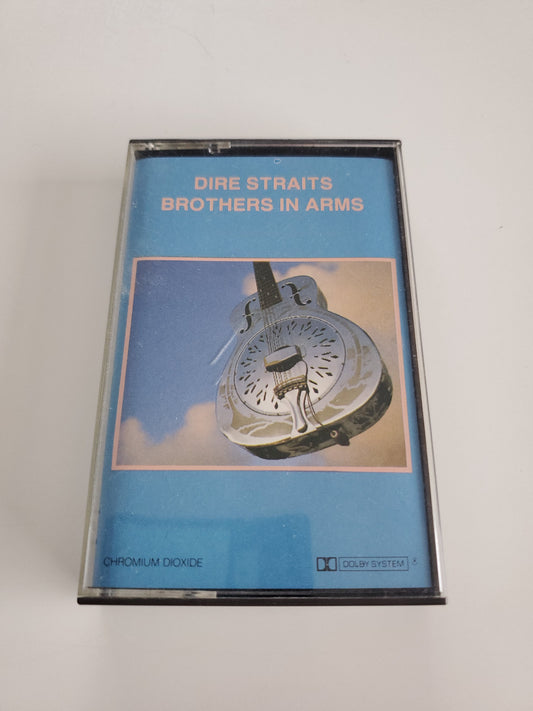 DIRE STRAITS
BROTHERS IN ARMS
CHROMIUM DIOXIDE
DOLBY SYSTEM